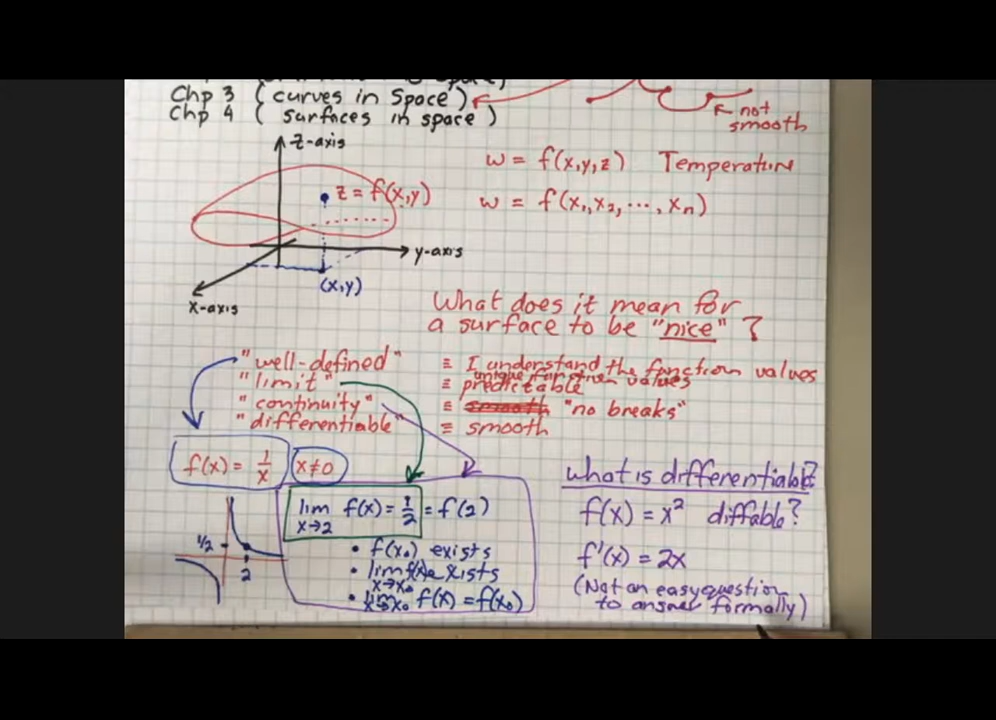 Chp 3 (curves in Space)
Chp 4 (surfaces in space)
not
smooth
z-axis
w = f(x,y,z) Temperature
z = f(x,y)
w = f(x₁,x₂,…,xₙ)
y-axis
(x,y)
x-axis
What does it mean for
a surface to be "nice"?
"well-defined" ≡ I understand the function values
unique function values
"limit" ≡ predictable
"continuity" ≡ "no breaks"
"differentiable" ≡ smooth
f(x) = 1/x x≠0
what is differentiable?
lim f(x) = 1/2 = f(2)
x→2
f(x) = x² diffable?
1/2
2
• f(x₀) exists
• lim f(x) exists
x→x₀
• lim f(x) = f(x₀)
x→x₀
f'(x) = 2x
(Not an easy question
to answer formally)